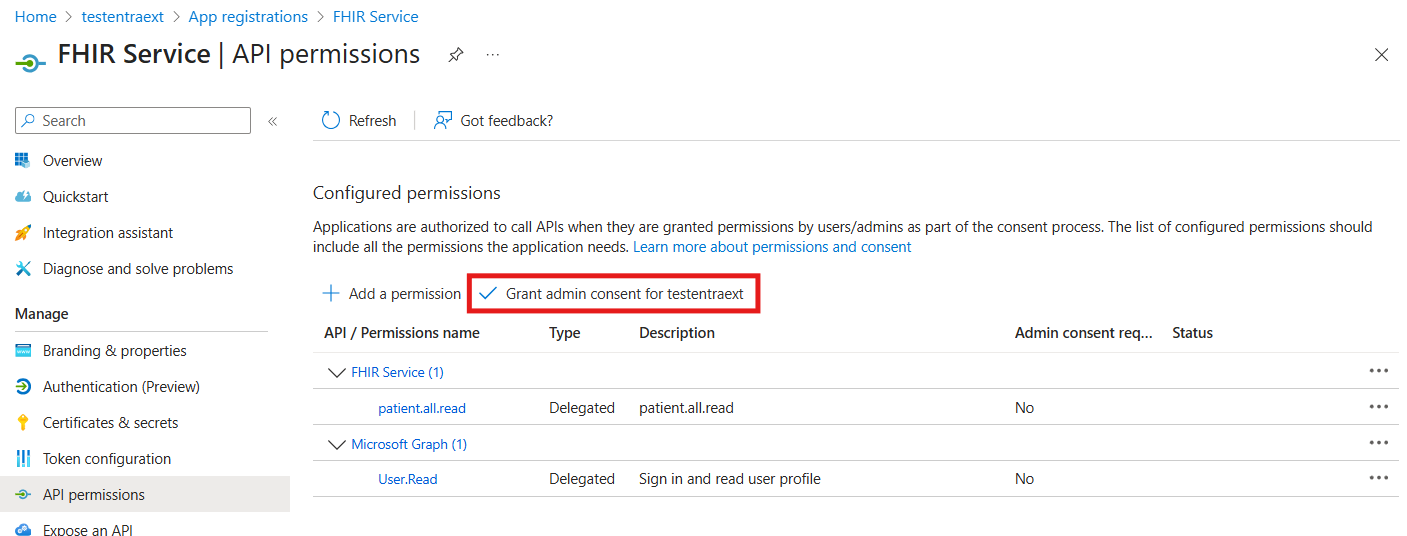 Home > testentraext > App registrations > FHIR Service
FHIR Service | API permissions ...
Search «
Refresh | Got feedback?
Overview
Quickstart
Integration assistant
Diagnose and solve problems
Manage
Branding & properties
Authentication (Preview)
Certificates & secrets
Token configuration
API permissions
Expose an API
Configured permissions
Applications are authorized to call APIs when they are granted permissions by users/admins as part of the consent process. The list of configured permissions should
include all the permissions the application needs. Learn more about permissions and consent
Add a permission Grant admin consent for testentraext
API / Permissions name Type Description Admin consent req... Status
FHIR Service (1) ...
patient.all.read Delegated patient.all.read No ...
Microsoft Graph (1) ...
User.Read Delegated Sign in and read user profile No ...